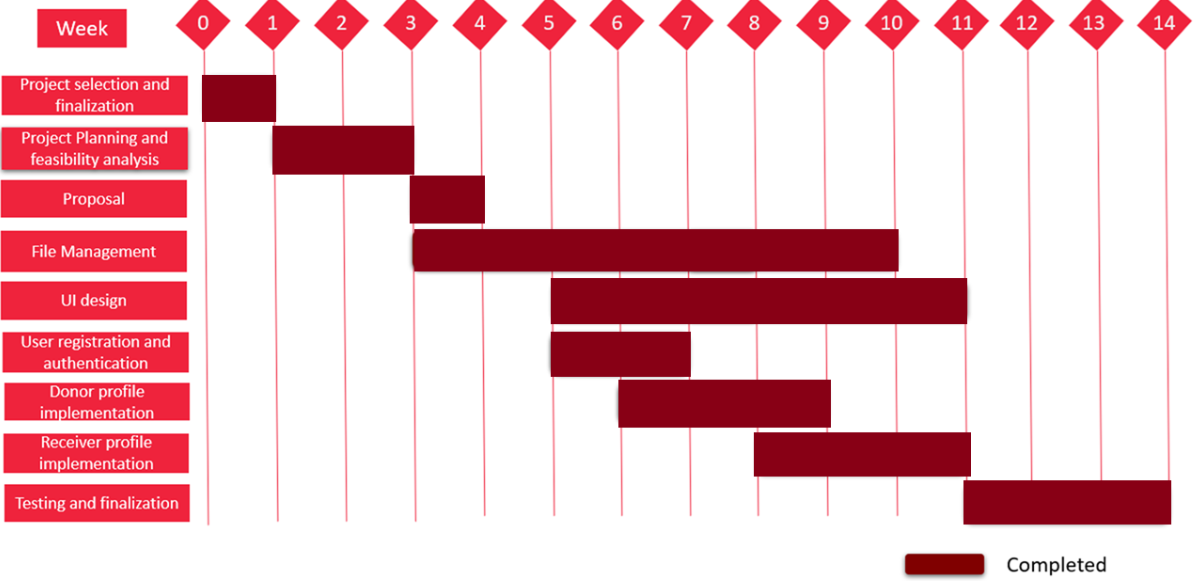 Week 0 1 2 3 4 5 6 7 8 9 10 11 12 13 14
Project selection and
finalization
Project Planning and
feasibility analysis
Proposal
File Management
UI design
User registration and
authentication
Donor profile
implementation
Receiver profile
implementation
Testing and finalization
Completed